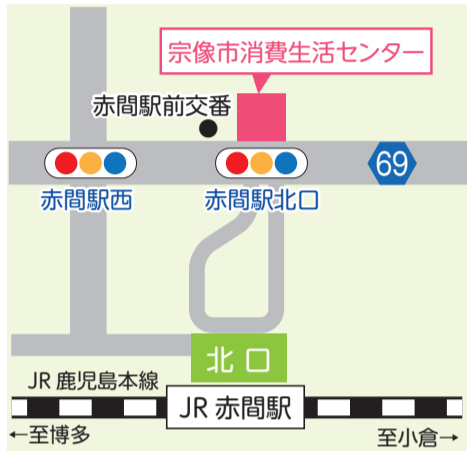 宗像市消費生活センター
赤間駅前交番
69
赤間駅西
赤間駅北口
北口
JR 鹿児島本線
JR 赤間駅
←至博多
至小倉→